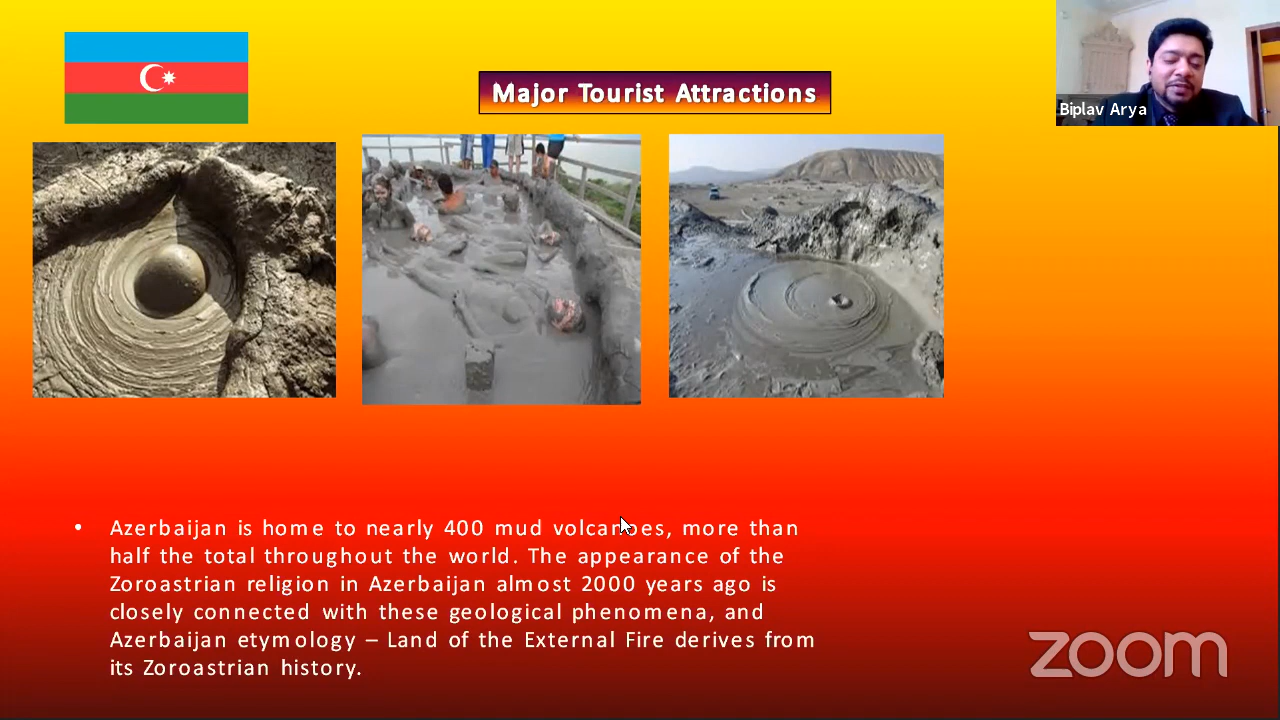 Major Tourist Attractions
Biplav Arya
• Azerbaijan is home to nearly 400 mud volcanoes, more than
half the total throughout the world. The appearance of the
Zoroastrian religion in Azerbaijan almost 2000 years ago is
closely connected with these geological phenomena, and
Azerbaijan etymology – Land of the External Fire derives from
its Zoroastrian history.
zoom